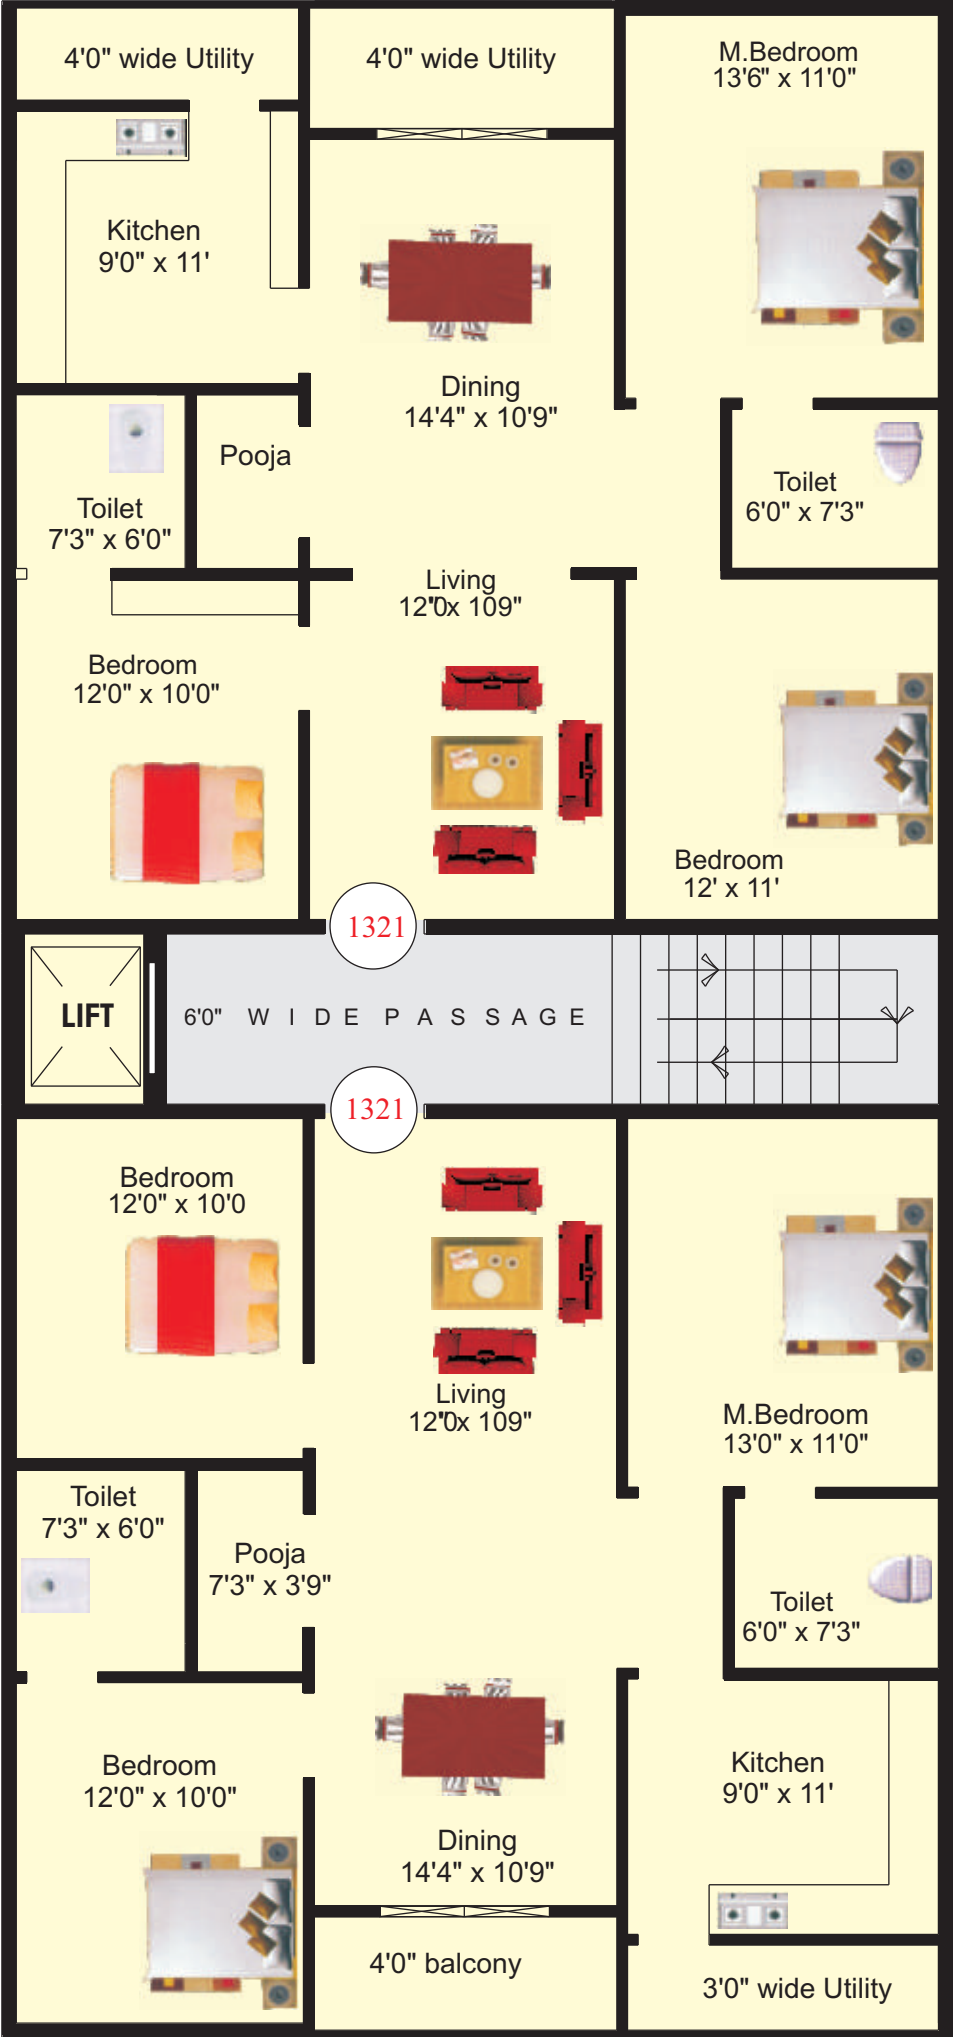 4'0" wide Utility
4'0" wide Utility
M.Bedroom
13'6" x 11'0"
Kitchen
9'0" x 11'
Dining
14'4" x 10'9"
Pooja
Toilet
6'0" x 7'3"
Toilet
7'3" x 6'0"
Living
12'0"x 109"
Bedroom
12'0" x 10'0"
Bedroom
12' x 11'
1321
LIFT
6'0" WIDE PASSAGE
1321
Bedroom
12'0" x 10'0
Living
12'0"x 109"
M.Bedroom
13'0" x 11'0"
Toilet
7'3" x 6'0"
Pooja
7'3" x 3'9"
Toilet
6'0" x 7'3"
Bedroom
12'0" x 10'0"
Kitchen
9'0" x 11'
Dining
14'4" x 10'9"
4'0" balcony
3'0" wide Utility